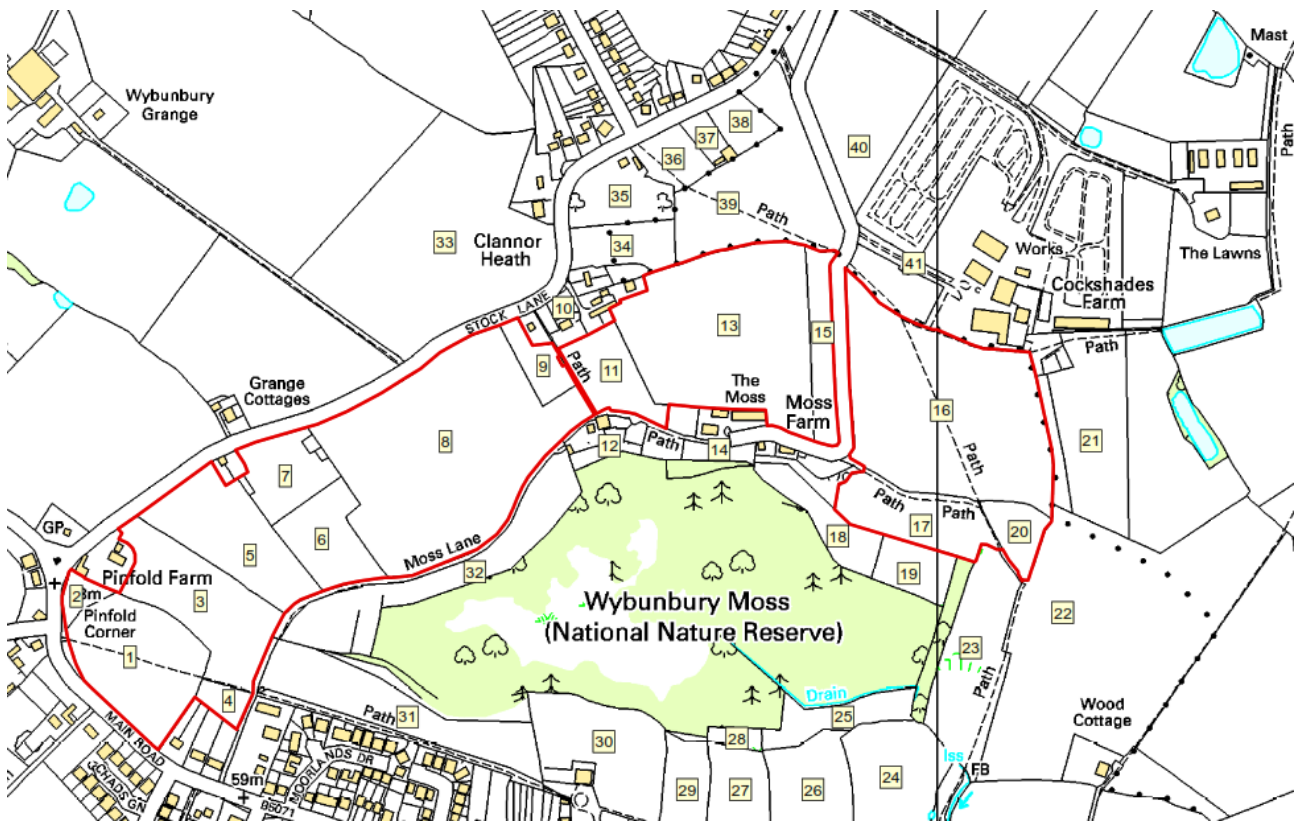 Mast
Wybunbury
Grange
37
38
36
40
Path
35
39
Path
33
34
Clannor
Heath
41
Works
The Lawns
Cockshades
Farm
10
STOCK LANE
13
15
Path
9
Path
11
Grange
Cottages
The
Moss
Moss
Farm
16
21
8
12
Path
14
7
Path
GP
Path
Path
17
5
6
Moss Lane
18
20
32
19
Pinfold Farm
2
3
Pinfold
Corner
Wybunbury Moss
(National Nature Reserve)
22
1
23
Path
4
Drain
Path
31
25
MAIN ROAD
Wood
Cottage
30
28
MOORLANDS DR
59m
Iss
FB
24
CHADS GN
95071
29
27
26